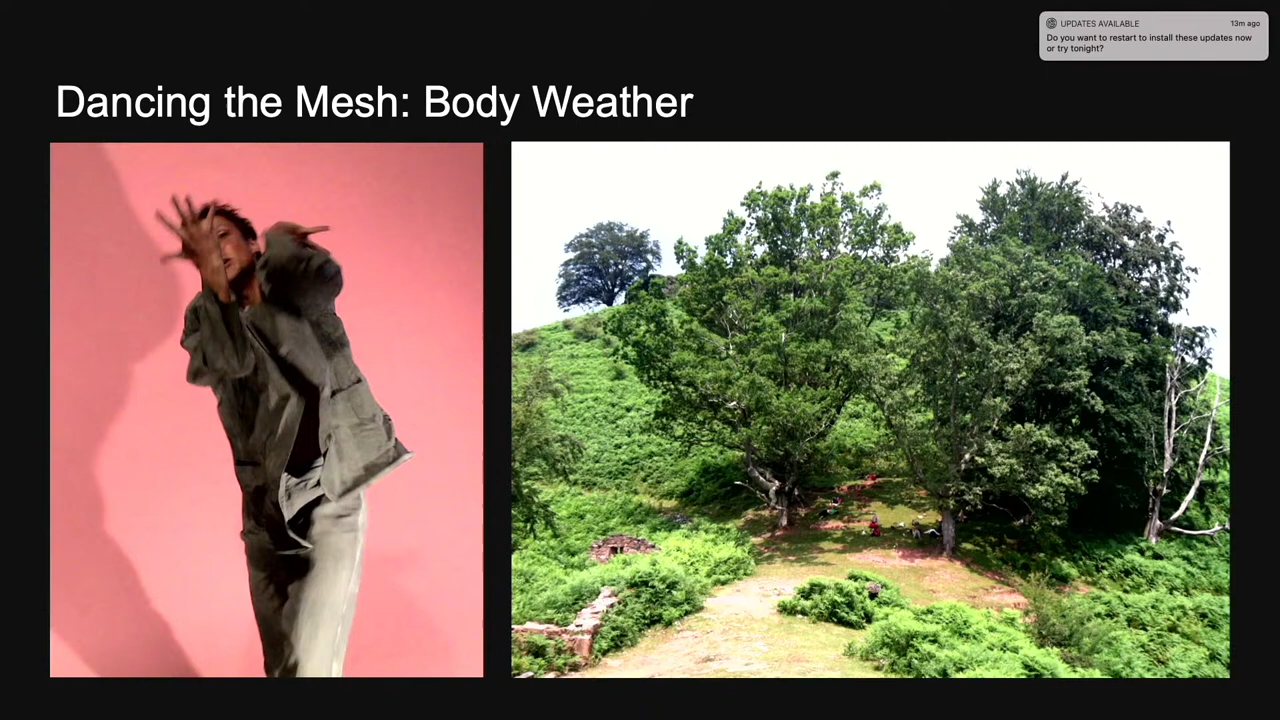 UPDATES AVAILABLE 13m ago
Do you want to restart to install these updates now
or try tonight?
Dancing the Mesh: Body Weather